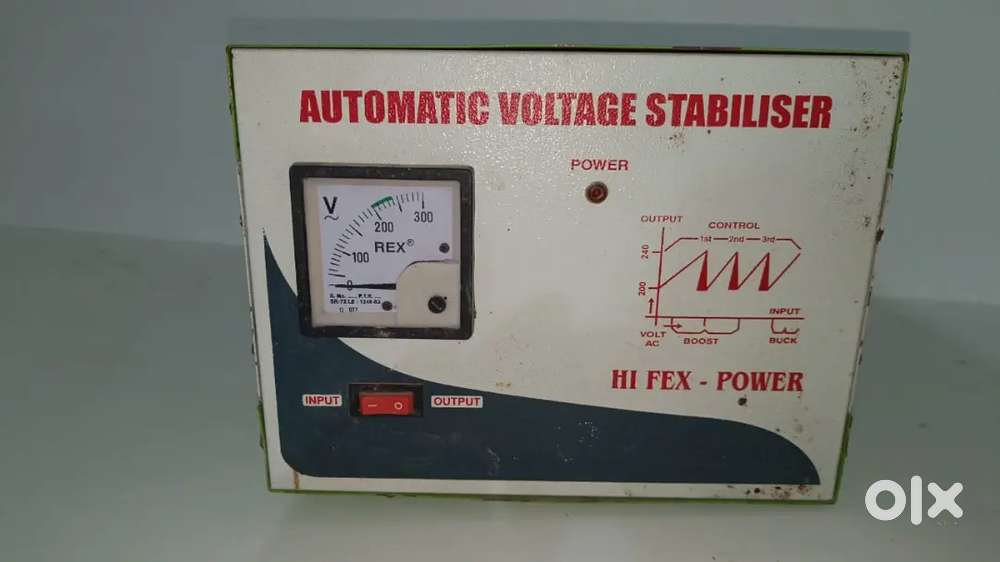 AUTOMATIC VOLTAGE STABILISER
POWER
V
0 100 200 300
REX®
INPUT
OUTPUT
OUTPUT
CONTROL
1st 2nd 3rd
240
200
INPUT
VOLT
AC
BOOST
BUCK
HI FEX - POWER
olx